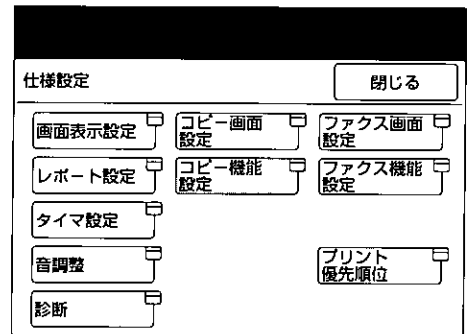 仕様設定
閉じる
画面表示設定
コピー画面
設定
ファクス画面
設定
レポート設定
コピー機能
設定
ファクス機能
設定
タイマ設定
音調整
プリント
優先順位
診断